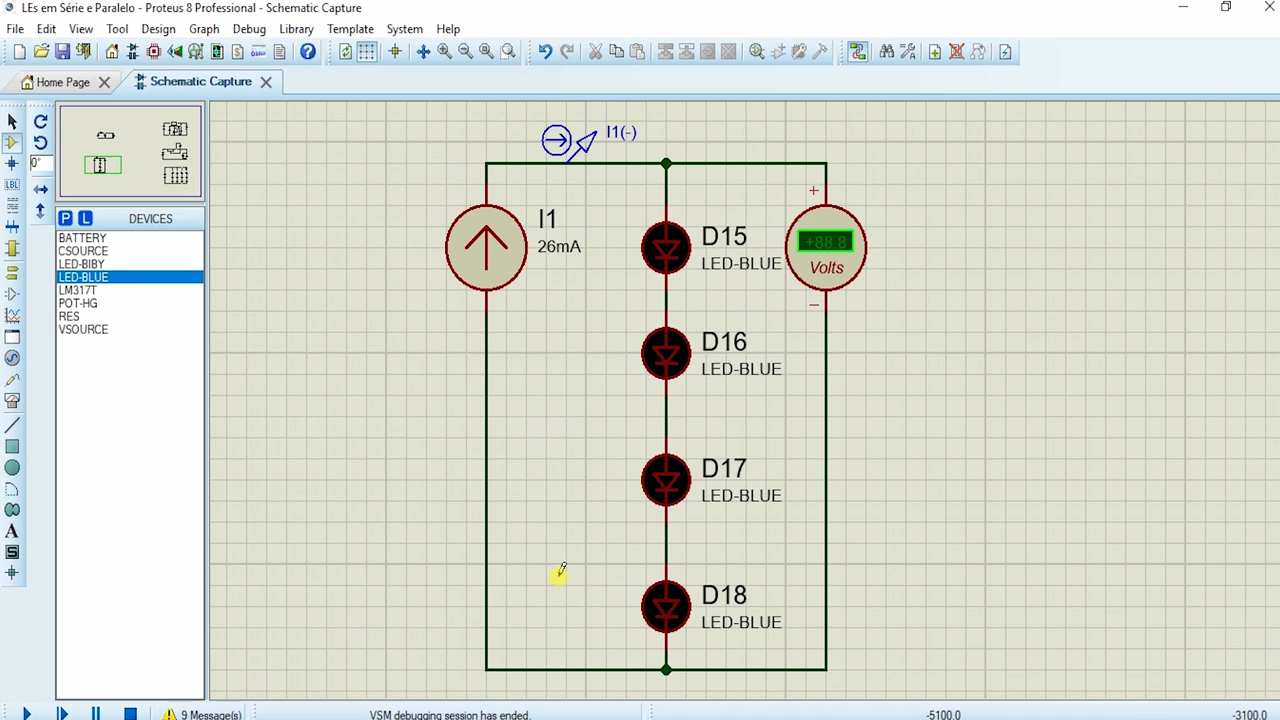 LEs em Série e Paralelo - Proteus 8 Professional - Schematic Capture
File Edit View Tool Design Graph Debug Library Template System Help
Home Page Schematic Capture
0°
LBL
P L DEVICES
BATTERY
CSOURCE
LED-BIBY
LED-BLUE
LM317T
POT-HG
RES
VSOURCE
A
S
I1(-)
I1
26mA
D15
LED-BLUE
+
+88.8
Volts
−
D16
LED-BLUE
D17
LED-BLUE
D18
LED-BLUE
9 Message(s) VSM debugging session has ended. -5100.0 -3100.0